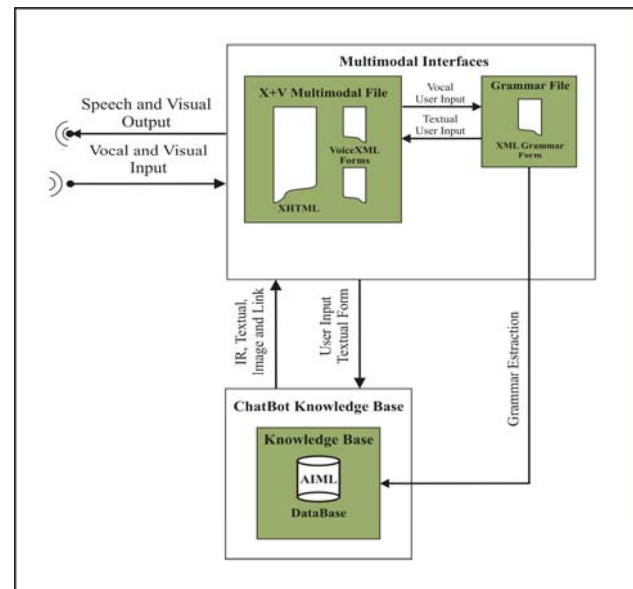 Multimodal Interfaces
X+V Multimodal File
VoiceXML
Forms
XHTML
Vocal
User Input
Textual
User Input
Grammar File
XML Grammar
Form
Speech and Visual
Output
Vocal and Visual
Input
IR, Textual,
Image and Link
User Input
Textual Form
Grammar Estraction
ChatBot Knowledge Base
Knowledge Base
AIML
DataBase